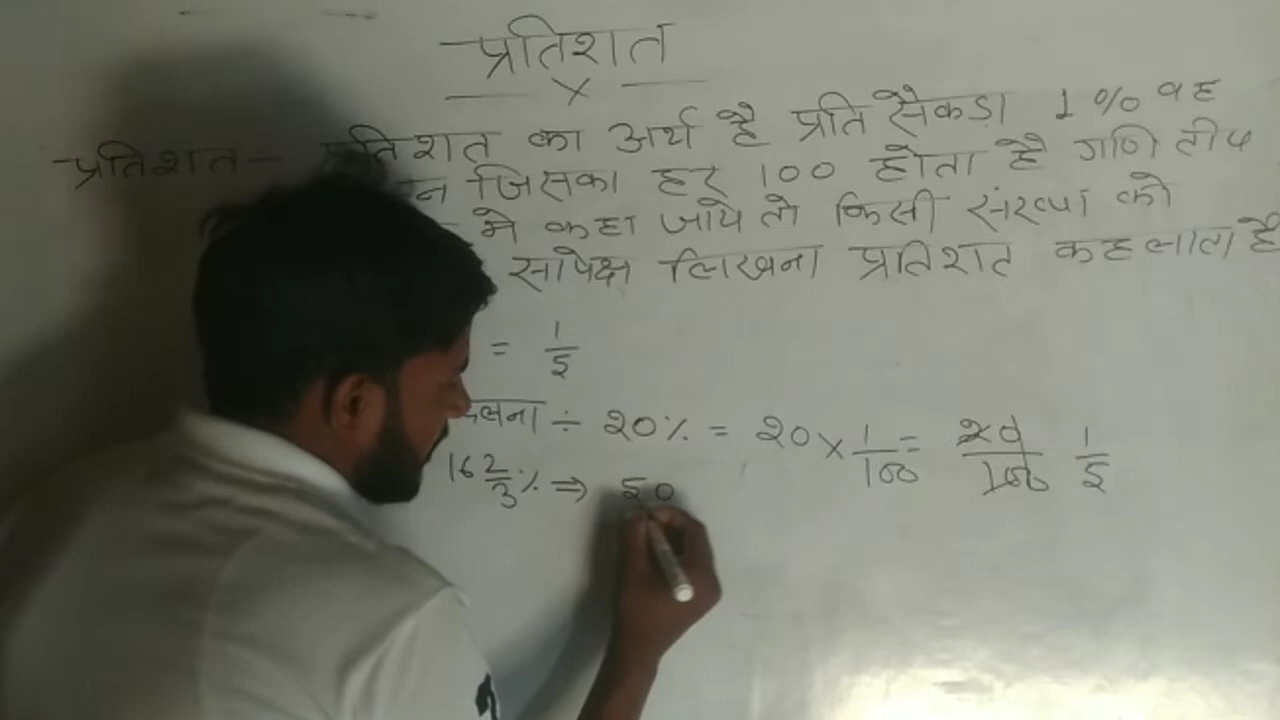 प्रतिशत
प्रतिशत - प्रतिशत का अर्थ है प्रति सैकड़ा 1% वह
जिसका हर 100 होता है गणितीय
मे कहा जाये तो किसी संख्या को
सापेक्ष लिखना प्रतिशत कहलाता है
= 1/5
÷ 20% = 20 × 1/100 = 20/100 1/5
16 2/3 % ⇒ 50